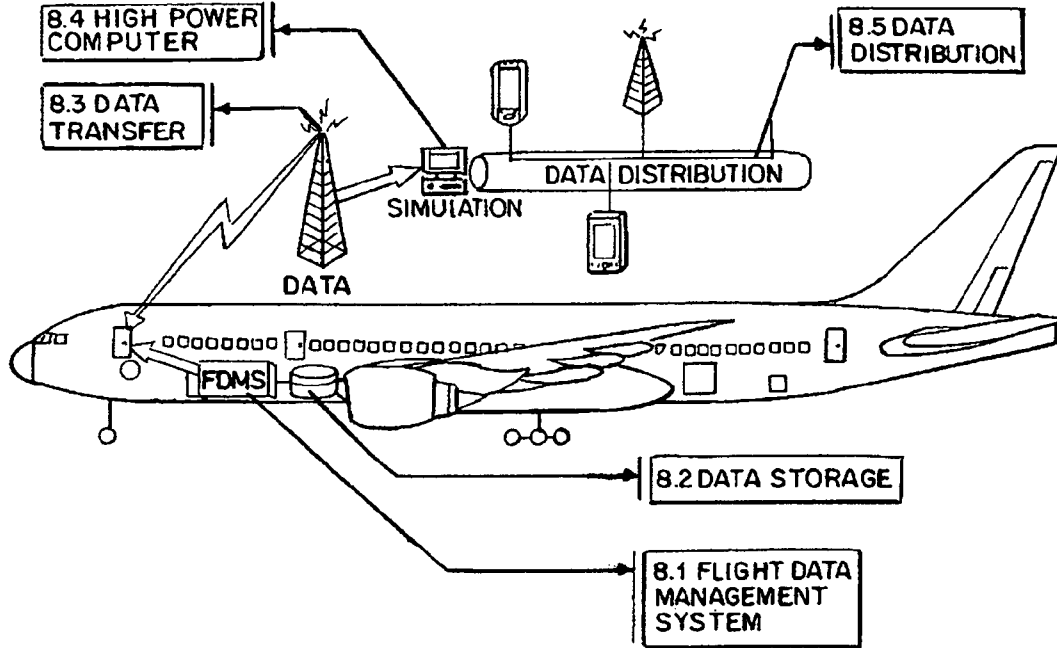 8.4 HIGH POWER
COMPUTER
8.5 DATA
DISTRIBUTION
8.3 DATA
TRANSFER
DATA DISTRIBUTION
SIMULATION
DATA
FDMS
8.2 DATA STORAGE
8.1 FLIGHT DATA
MANAGEMENT
SYSTEM